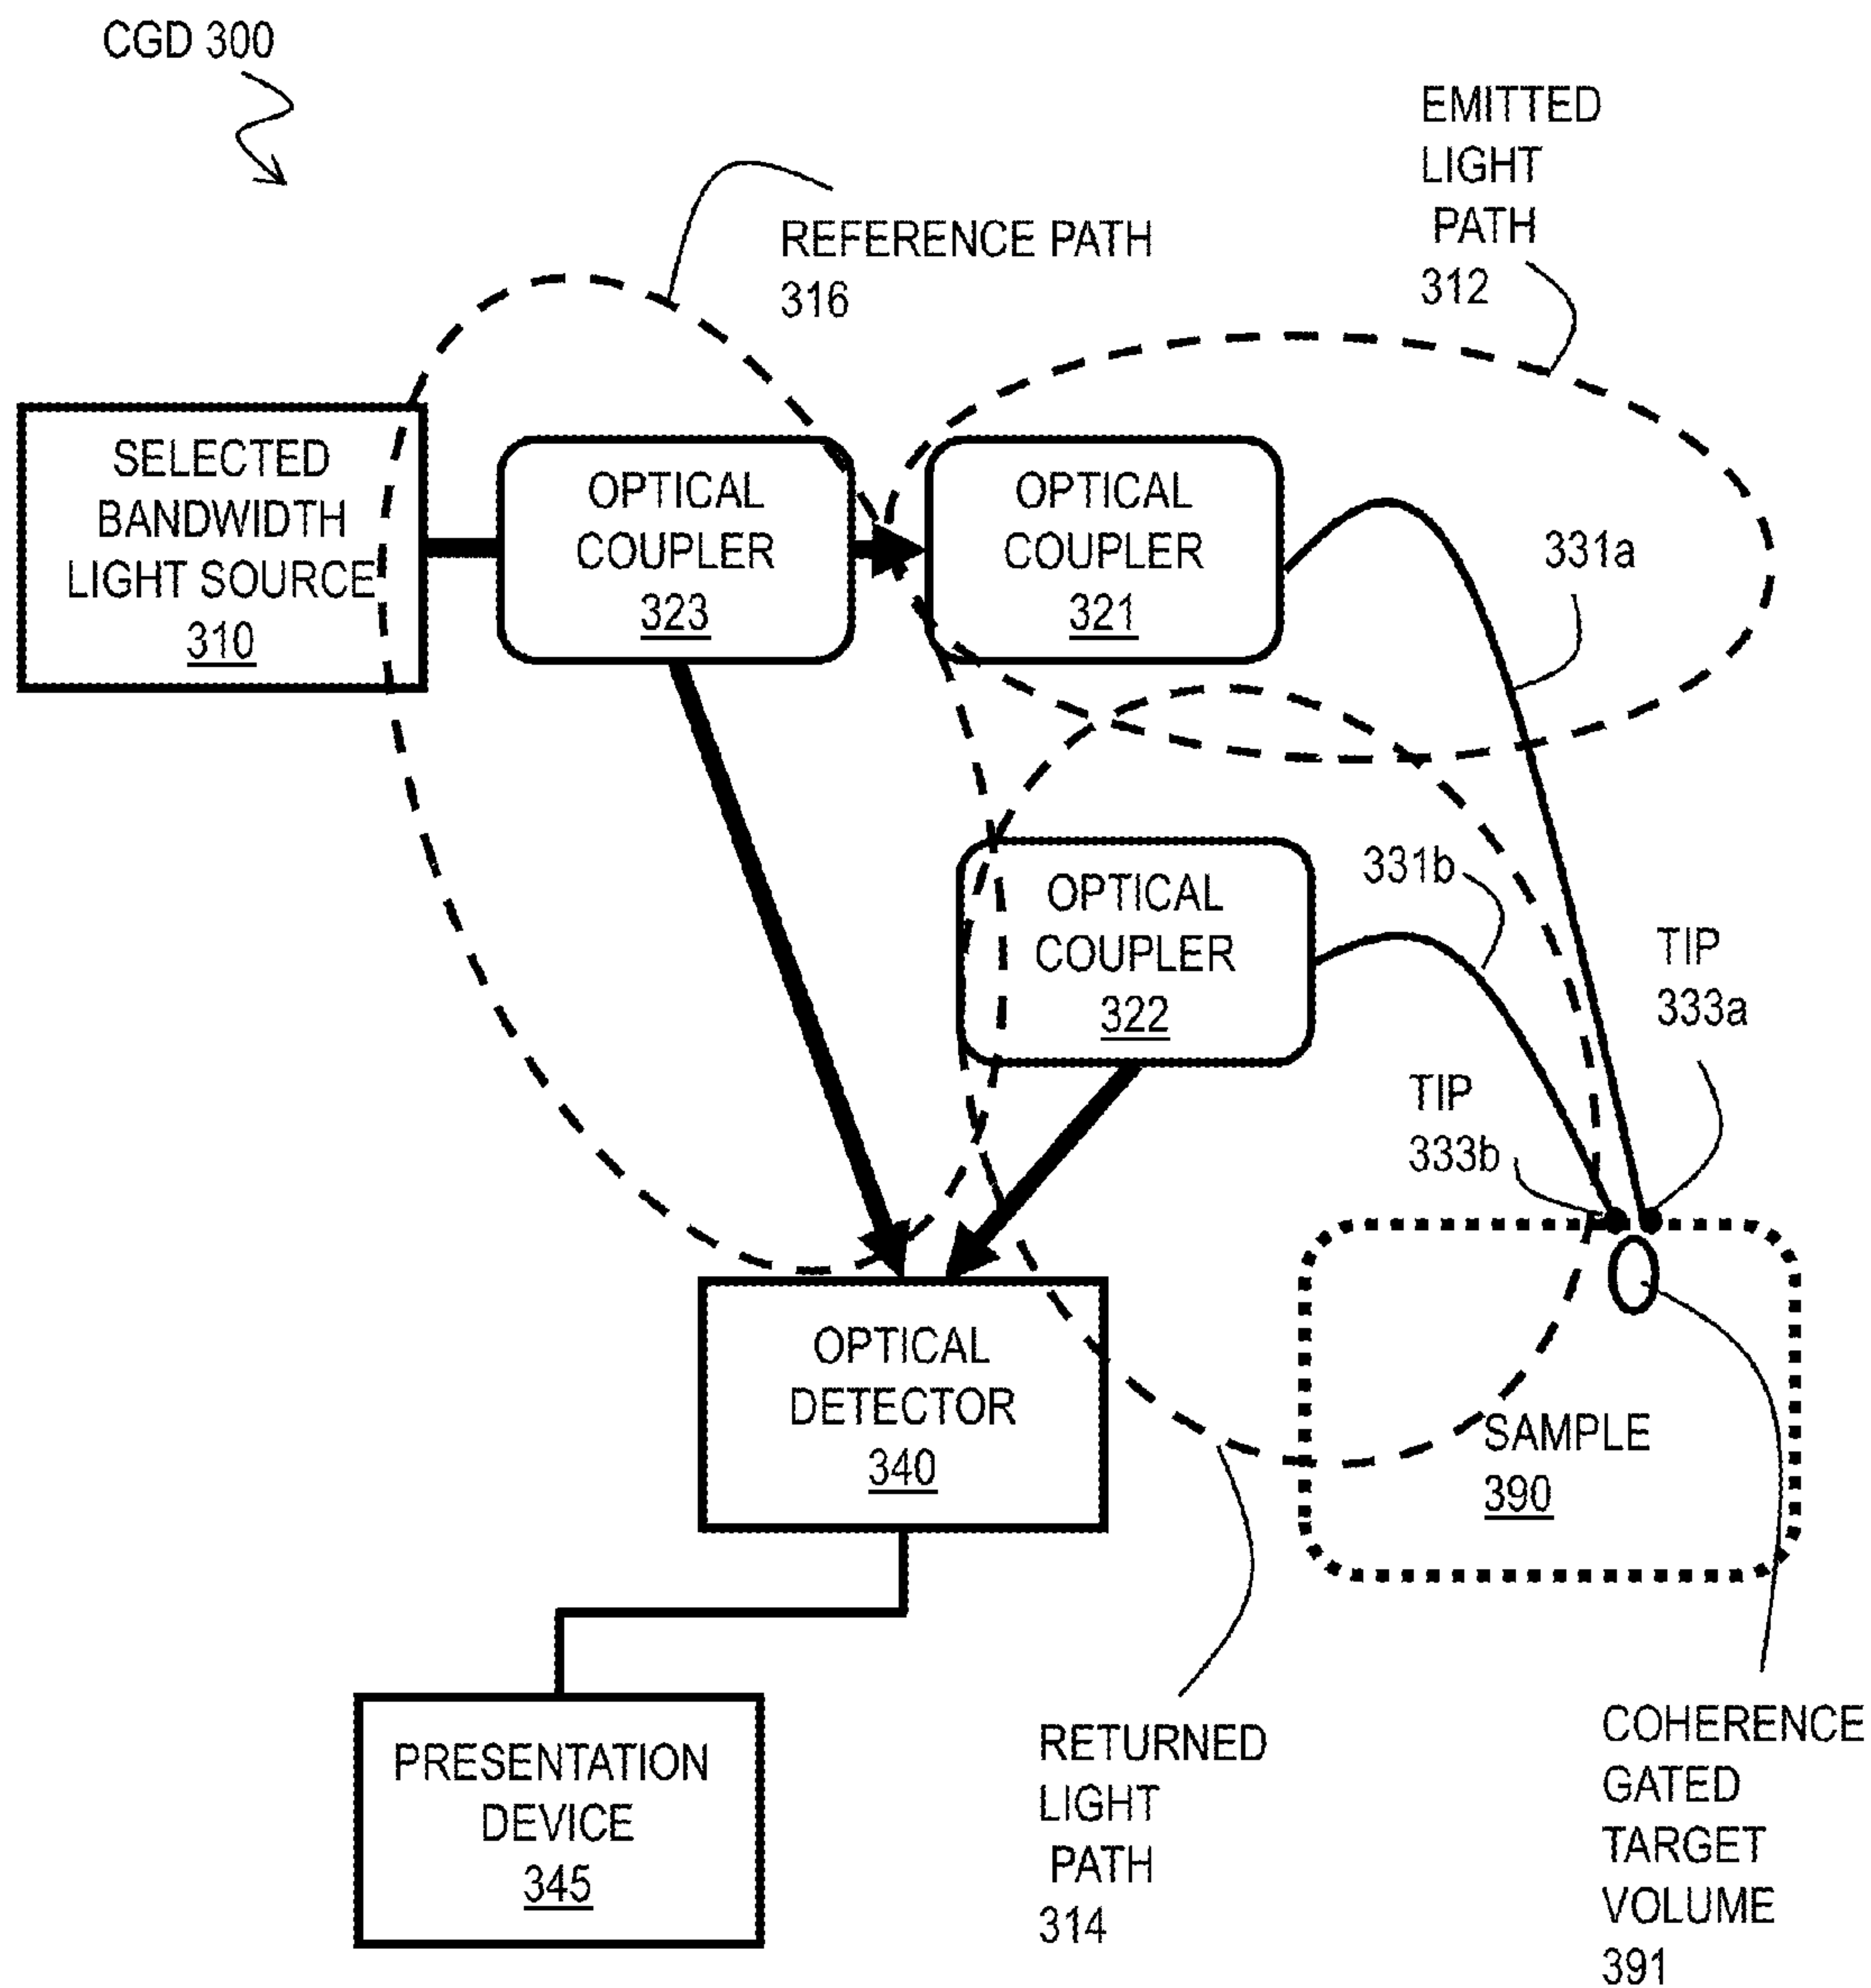 CGD 300
EMITTED
LIGHT
PATH
312
REFERENCE PATH
316
SELECTED
BANDWIDTH
LIGHT SOURCE
310
OPTICAL
COUPLER
323
OPTICAL
COUPLER
321
331a
OPTICAL
COUPLER
322
331b
TIP
333a
TIP
333b
OPTICAL
DETECTOR
340
SAMPLE
390
PRESENTATION
DEVICE
345
RETURNED
LIGHT
PATH
314
COHERENCE
GATED
TARGET
VOLUME
391